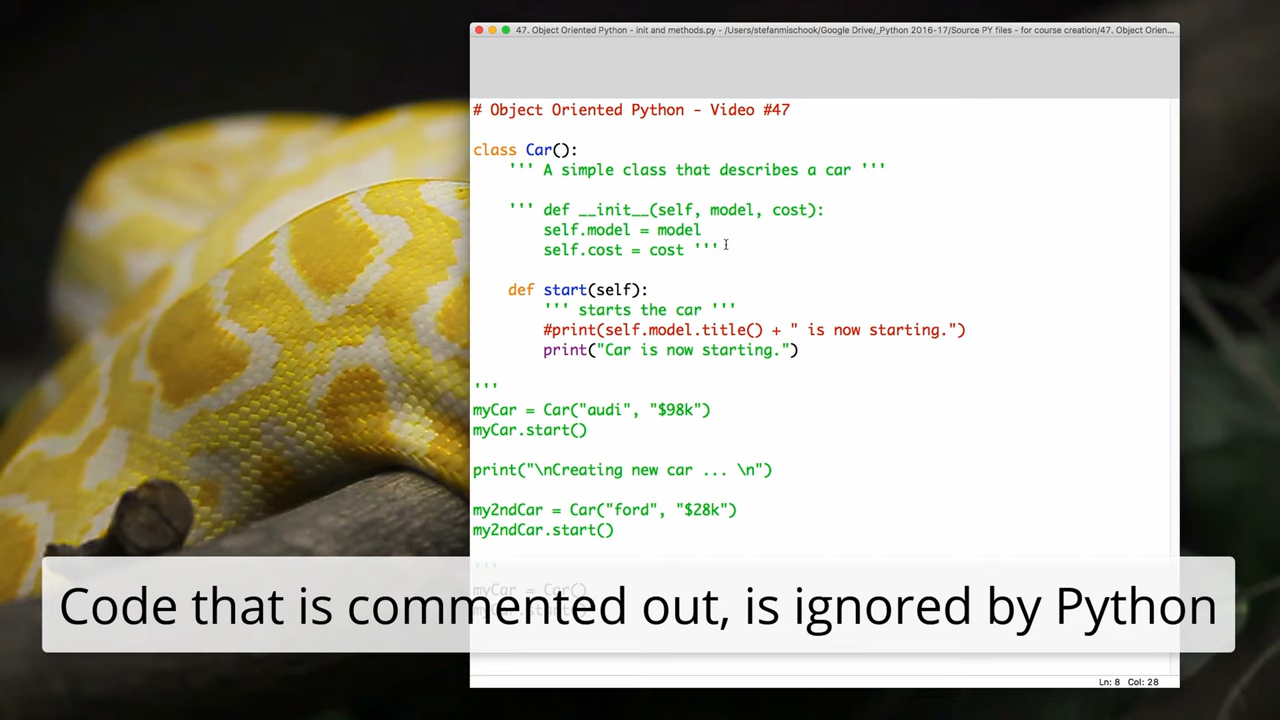 47. Object Oriented Python - init and methods.py - /Users/stefanmischook/Google Drive/_Python 2016-17/Source PY files - for course creation/47. Object Orien...
# Object Oriented Python - Video #47
class Car():
''' A simple class that describes a car '''
''' def __init__(self, model, cost):
self.model = model
self.cost = cost '''
def start(self):
''' starts the car '''
#print(self.model.title() + " is now starting.")
print("Car is now starting.")
'''
myCar = Car("audi", "$98k")
myCar.start()
print("\nCreating new car ... \n")
my2ndCar = Car("ford", "$28k")
my2ndCar.start()
'''
myCar = Car()
Code that is commented out, is ignored by Python
Ln: 8 Col: 28